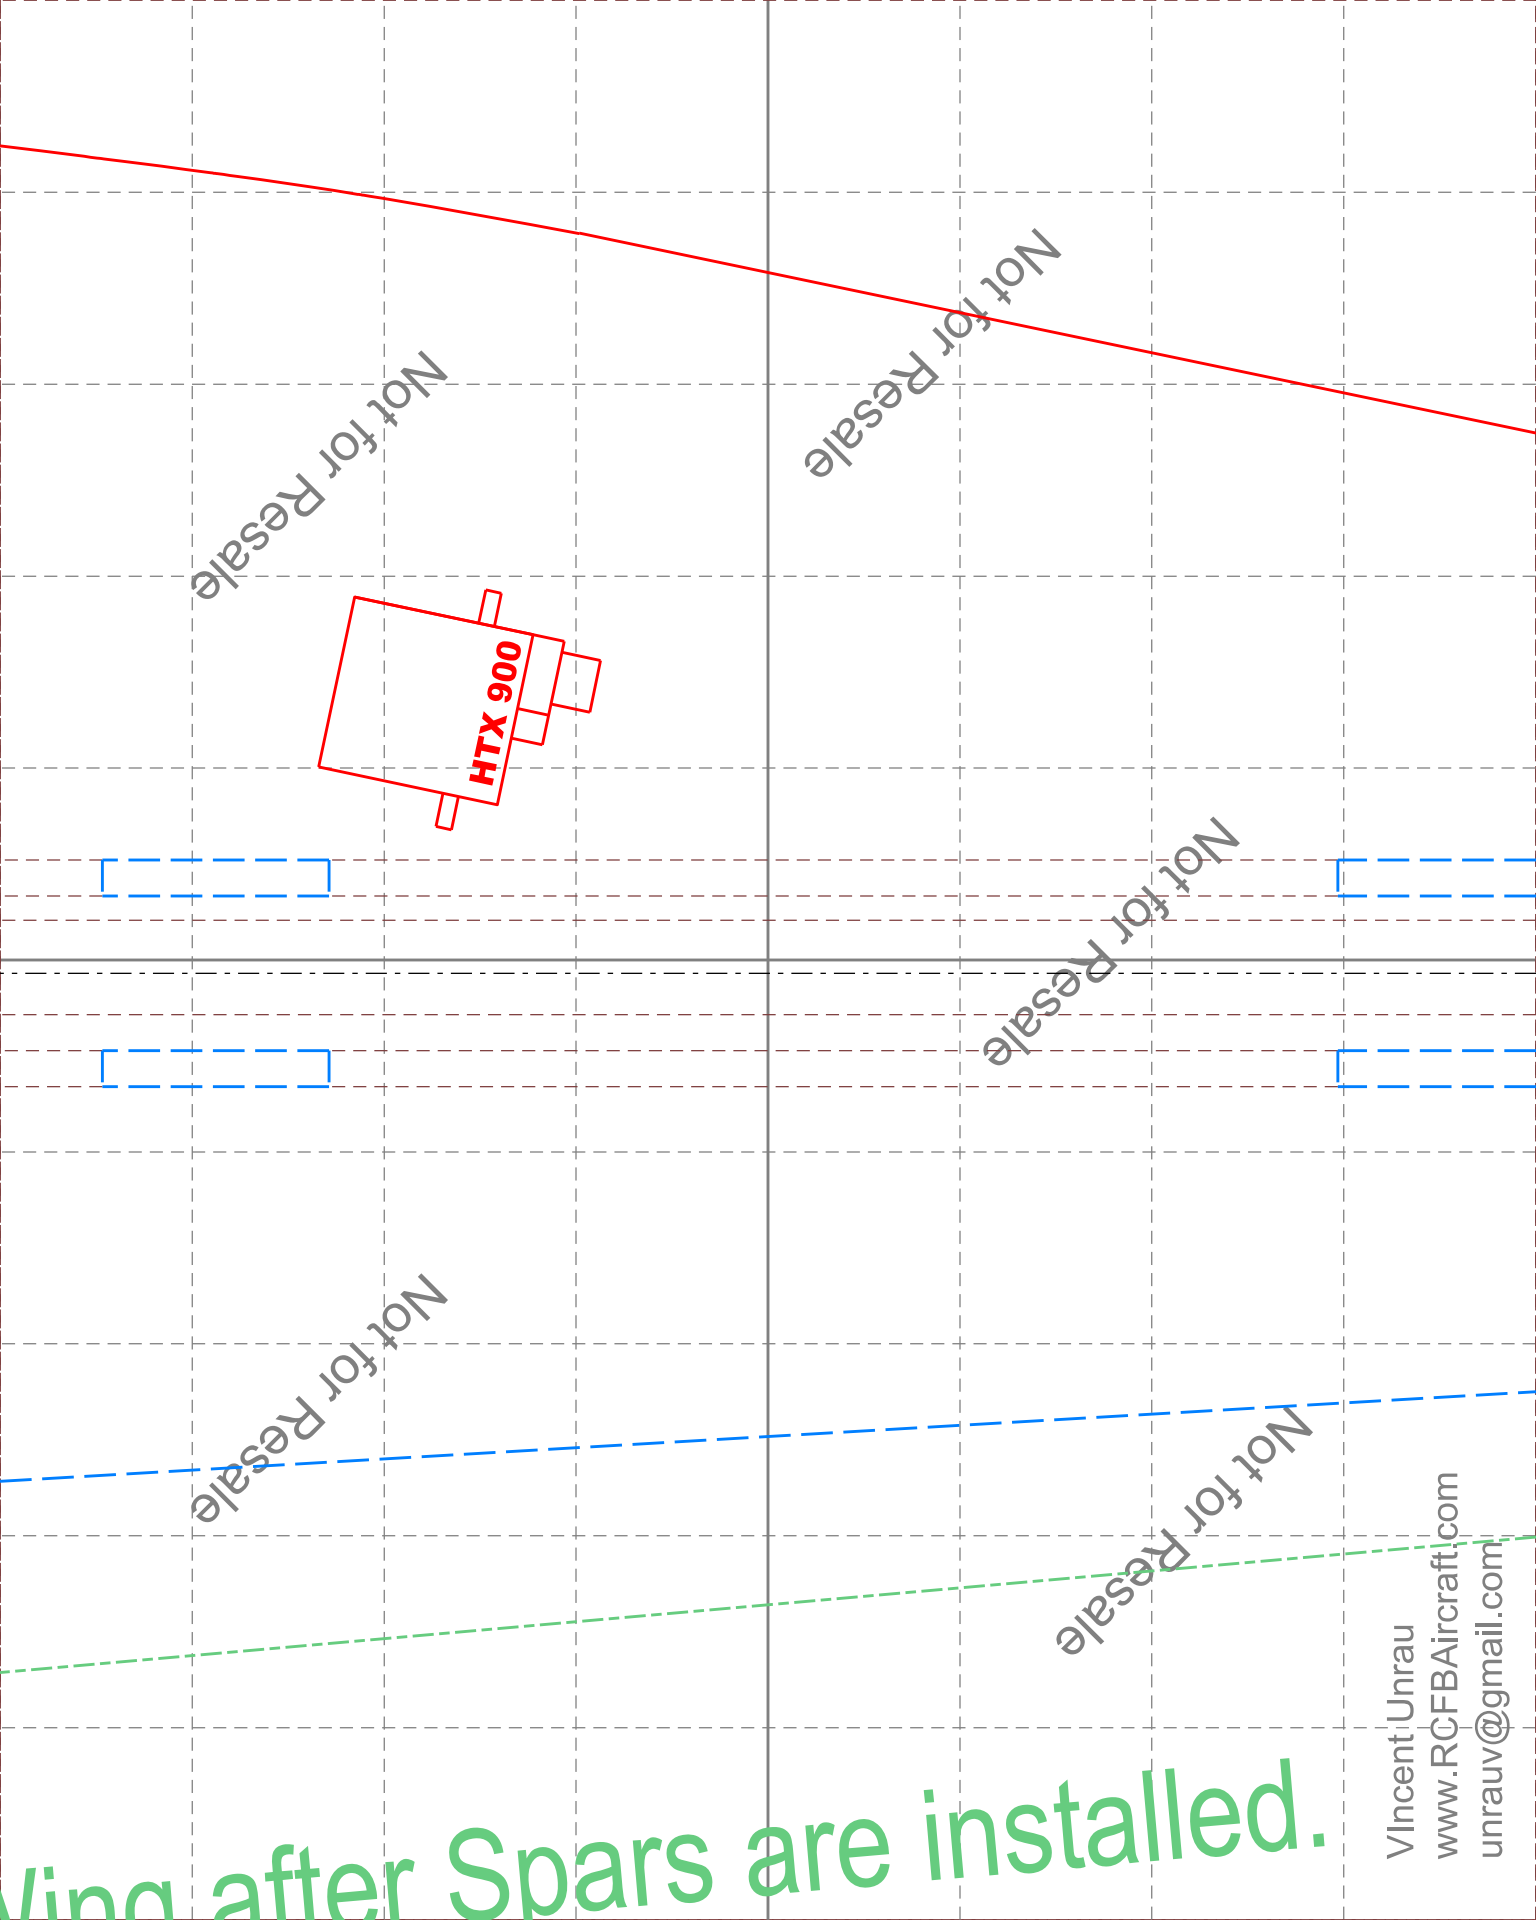 Not for Resale
Not for Resale
HTX 900
Not for Resale
Not for Resale
Not for Resale
VIncent Unrau
www.RCFBAircraft.com
unrauv@gmail.com
after Spars are installed.